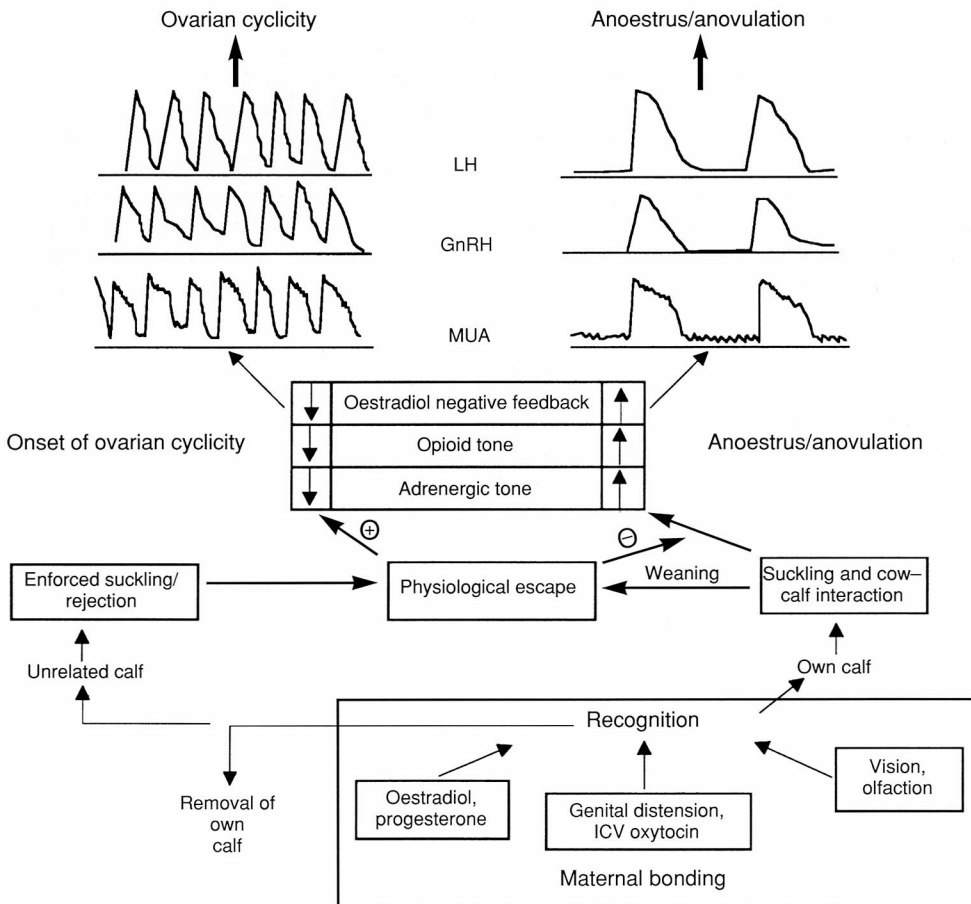 Ovarian cyclicity
Anoestrus/anovulation
LH
GnRH
MUA
Oestradiol negative feedback
Onset of ovarian cyclicity
Opioid tone
Anoestrus/anovulation
Adrenergic tone
+
−
Enforced suckling/
rejection
Physiological escape
Weaning
Suckling and cow–
calf interaction
Unrelated calf
Own calf
Recognition
Removal of
own
calf
Oestradiol,
progesterone
Genital distension,
ICV oxytocin
Vision,
olfaction
Maternal bonding